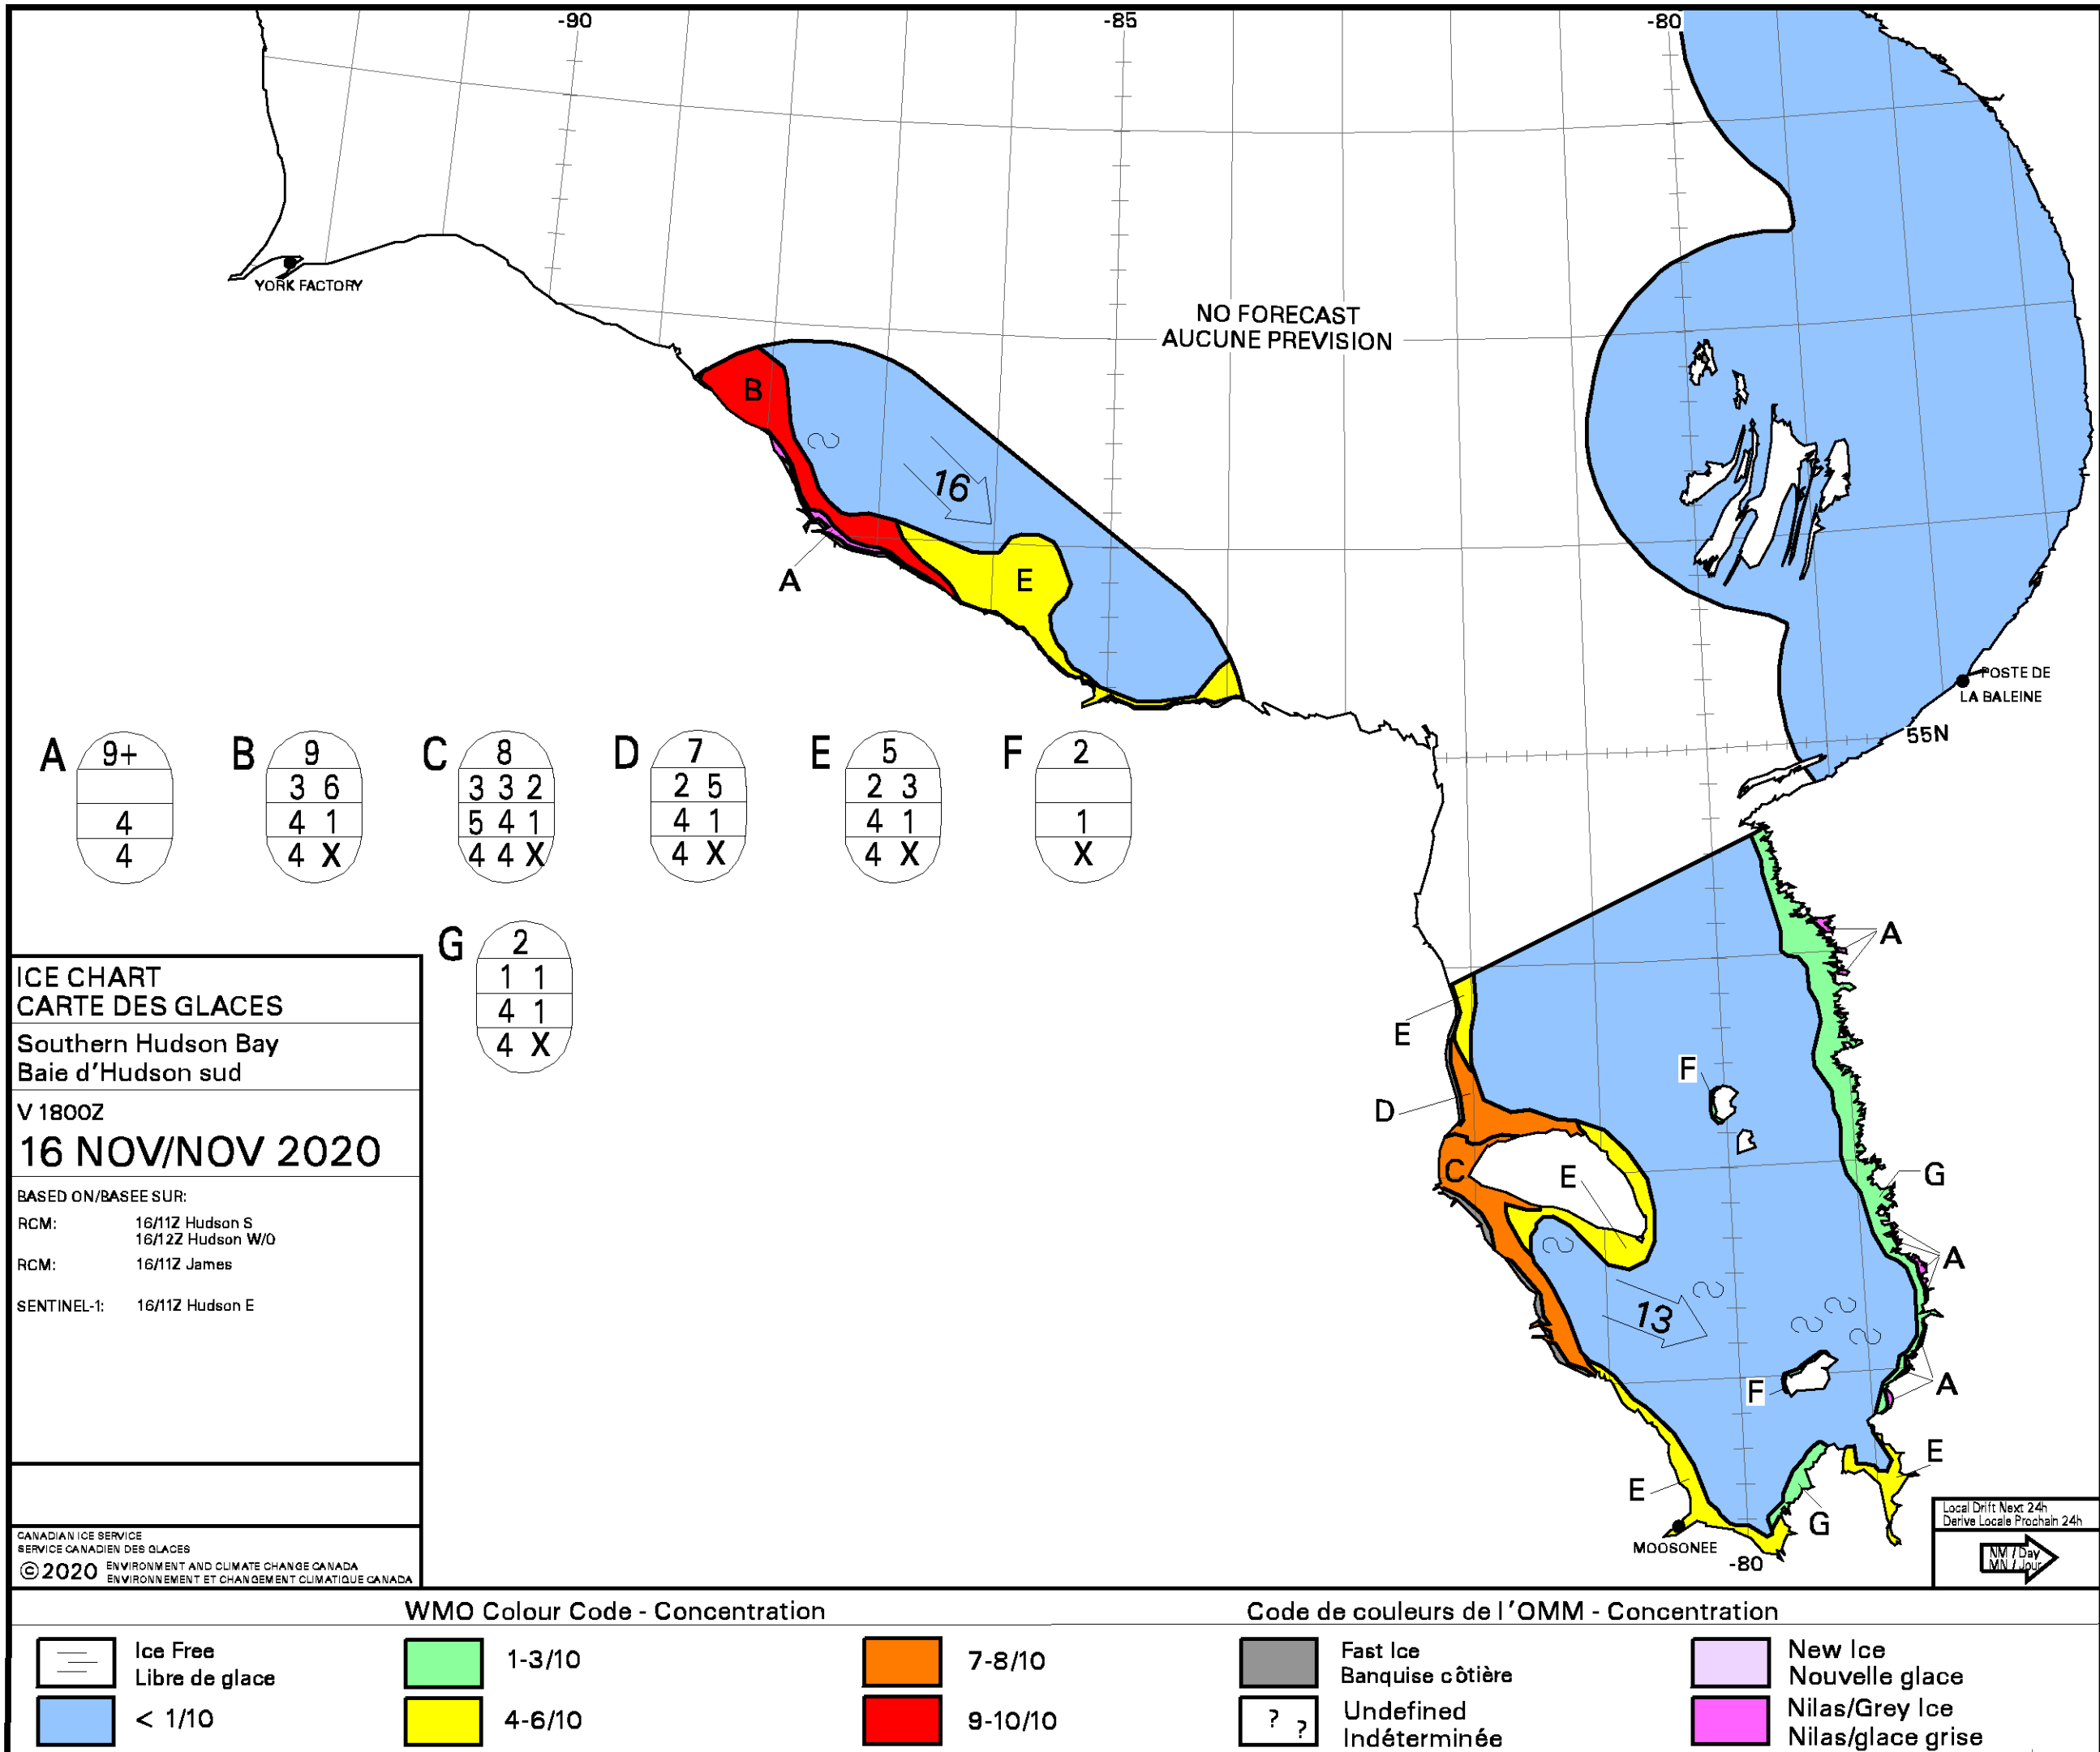 -90
-85
-80
YORK FACTORY
NO FORECAST
AUCUNE PREVISION
B
16
A
E
POSTE DE
LA BALEINE
55N
A
9+
4
4
B
9
3 6
4 1
4 X
C
8
3 3 2
5 4 1
4 4 X
D
7
2 5
4 1
4 X
E
5
2 3
4 1
4 X
F
2
1
X
G
2
1 1
4 1
4 X
A
E
F
D
C
E
G
A
13
F
A
E
E
G
MOOSONEE
-80
ICE CHART
CARTE DES GLACES
Southern Hudson Bay
Baie d'Hudson sud
V 1800Z
16 NOV/NOV 2020
BASED ON/BASEE SUR:
RCM: 16/11Z Hudson S
16/12Z Hudson W/O
RCM: 16/11Z James
SENTINEL-1: 16/11Z Hudson E
CANADIAN ICE SERVICE
SERVICE CANADIEN DES GLACES
© 2020 ENVIRONMENT AND CLIMATE CHANGE CANADA
ENVIRONNEMENT ET CHANGEMENT CLIMATIQUE CANADA
Local Drift Next 24h
Derive Locale Prochain 24h
NM / Day
MN / Jour
WMO Colour Code - Concentration
Code de couleurs de l'OMM - Concentration
Ice Free
Libre de glace
< 1/10
1-3/10
4-6/10
7-8/10
9-10/10
Fast Ice
Banquise côtière
? ?
Undefined
Indéterminée
New Ice
Nouvelle glace
Nilas/Grey Ice
Nilas/glace grise